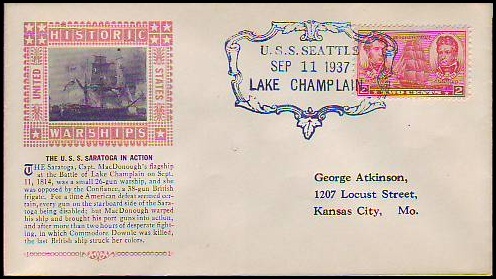 HISTORIC
UNITED
STATES
WARSHIPS
THE U. S. S. SARATOGA IN ACTION
THE Saratoga, Capt. MacDonough's flagship
at the Battle of Lake Champlain on Sept.
11, 1814, was a small 26-gun warship, and she
was opposed by the Confiance, a 38-gun British
frigate. For a time American defeat seemed cer-
tain, every gun on the starboard side of the Sara-
toga being disabled; but MacDonough warped
his ship and brought his port guns into action,
and after more than two hours of desperate fight-
ing, in which Commodore Downie was killed,
the last British ship struck her colors.
U.S.S. SEATTLE
SEP 11 1937
LAKE CHAMPLAIN
2 TWO CENTS 2
George Atkinson,
1207 Locust Street,
Kansas City, Mo.